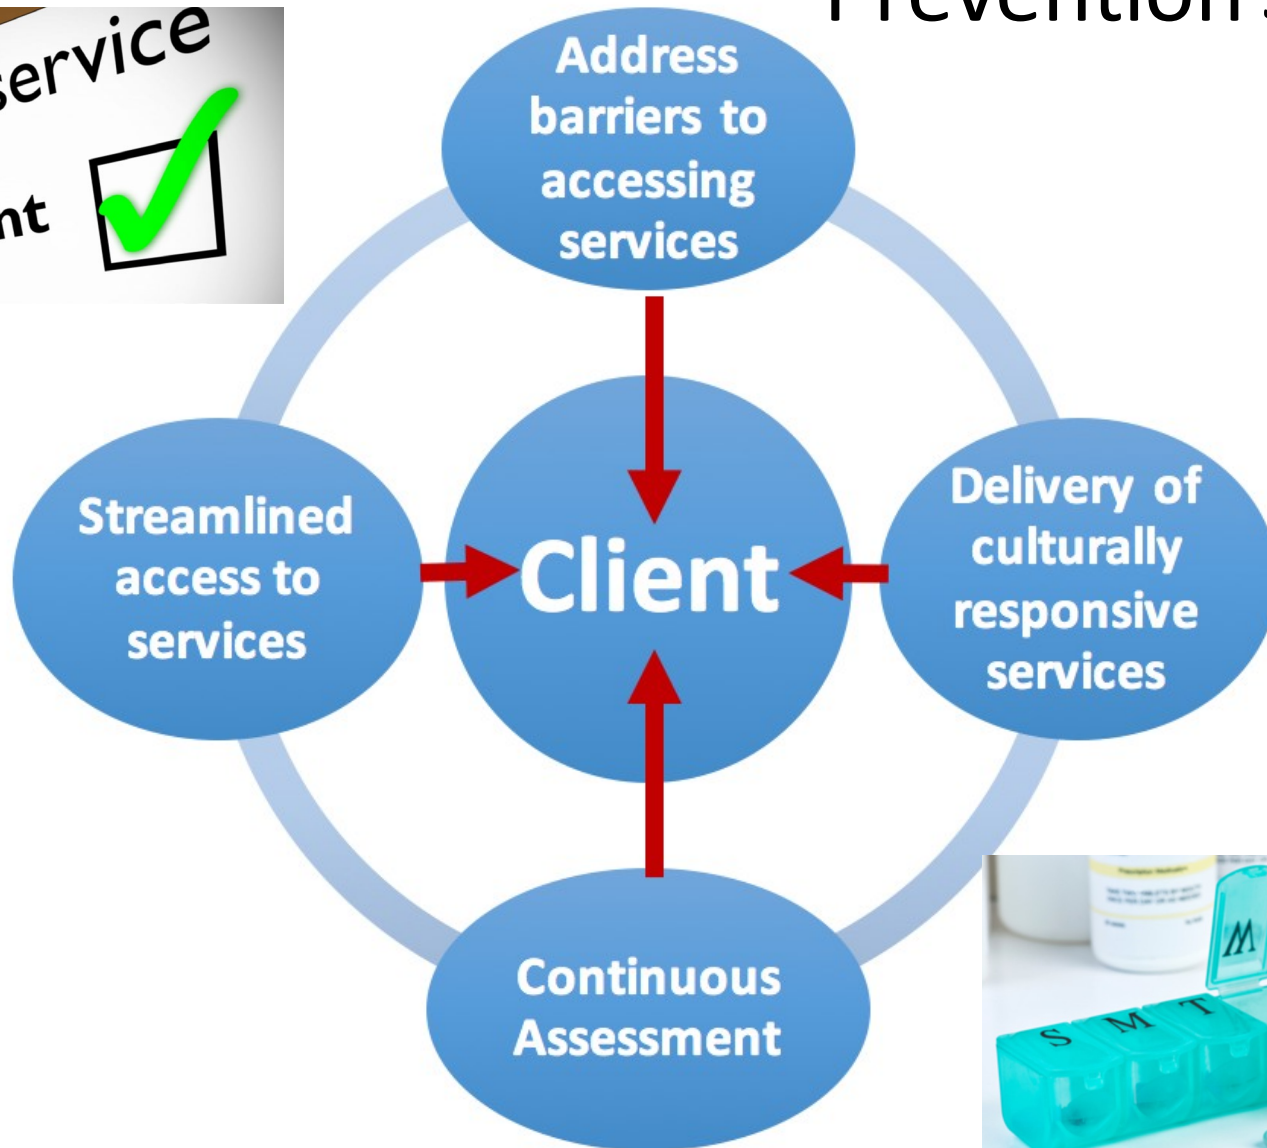 Prevention
service
nt
Address
barriers to
accessing
services
Streamlined
access to
services
Client
Delivery of
culturally
responsive
services
Continuous
Assessment
W
S M T